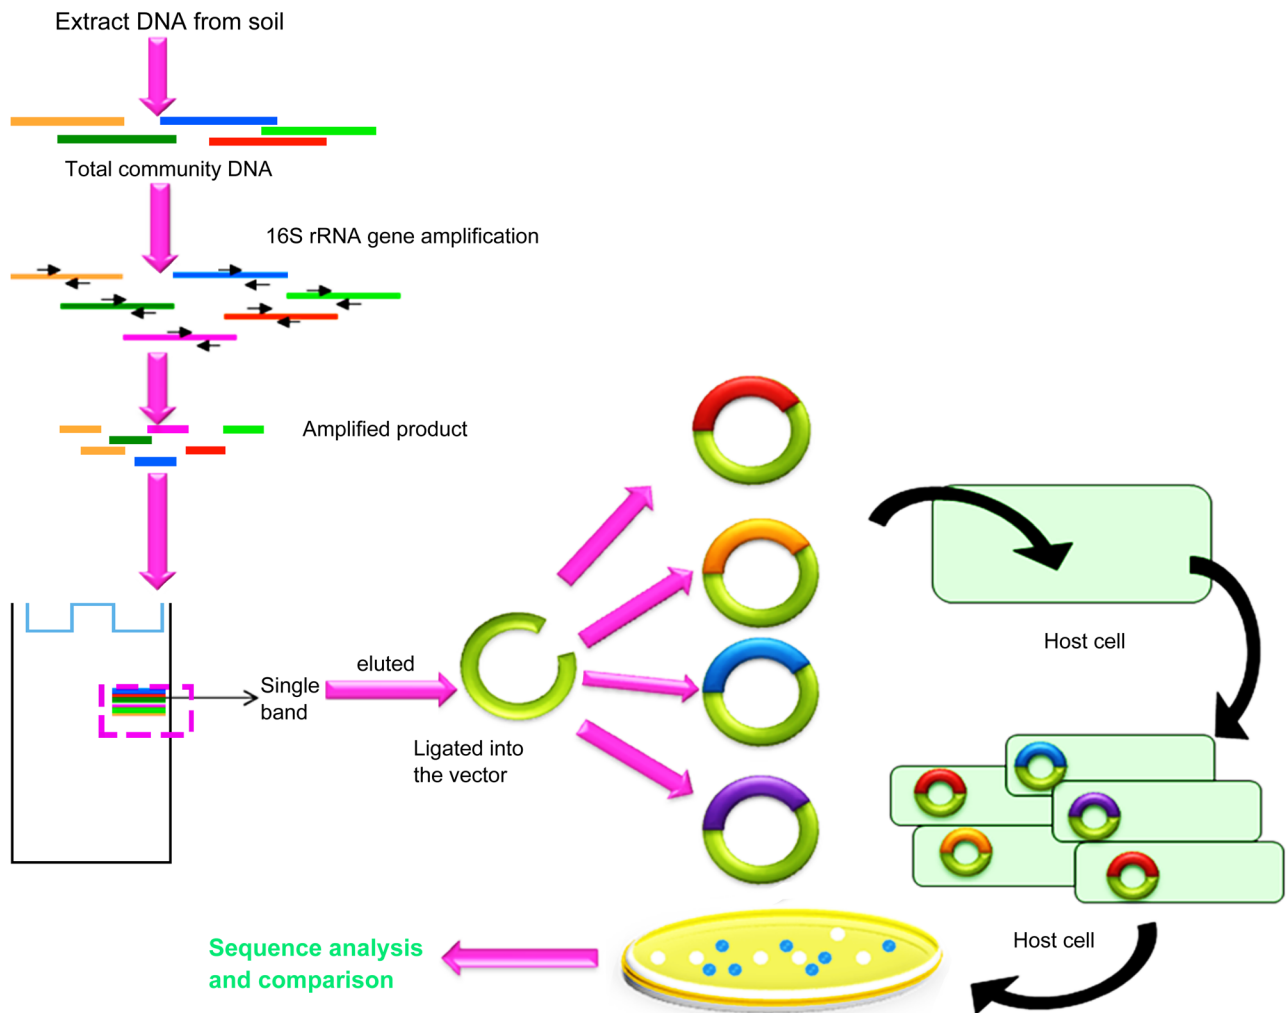 Extract DNA from soil
Total community DNA
16S rRNA gene amplification
Amplified product
Single
band
eluted
Ligated into
the vector
Host cell
Host cell
Sequence analysis
and comparison